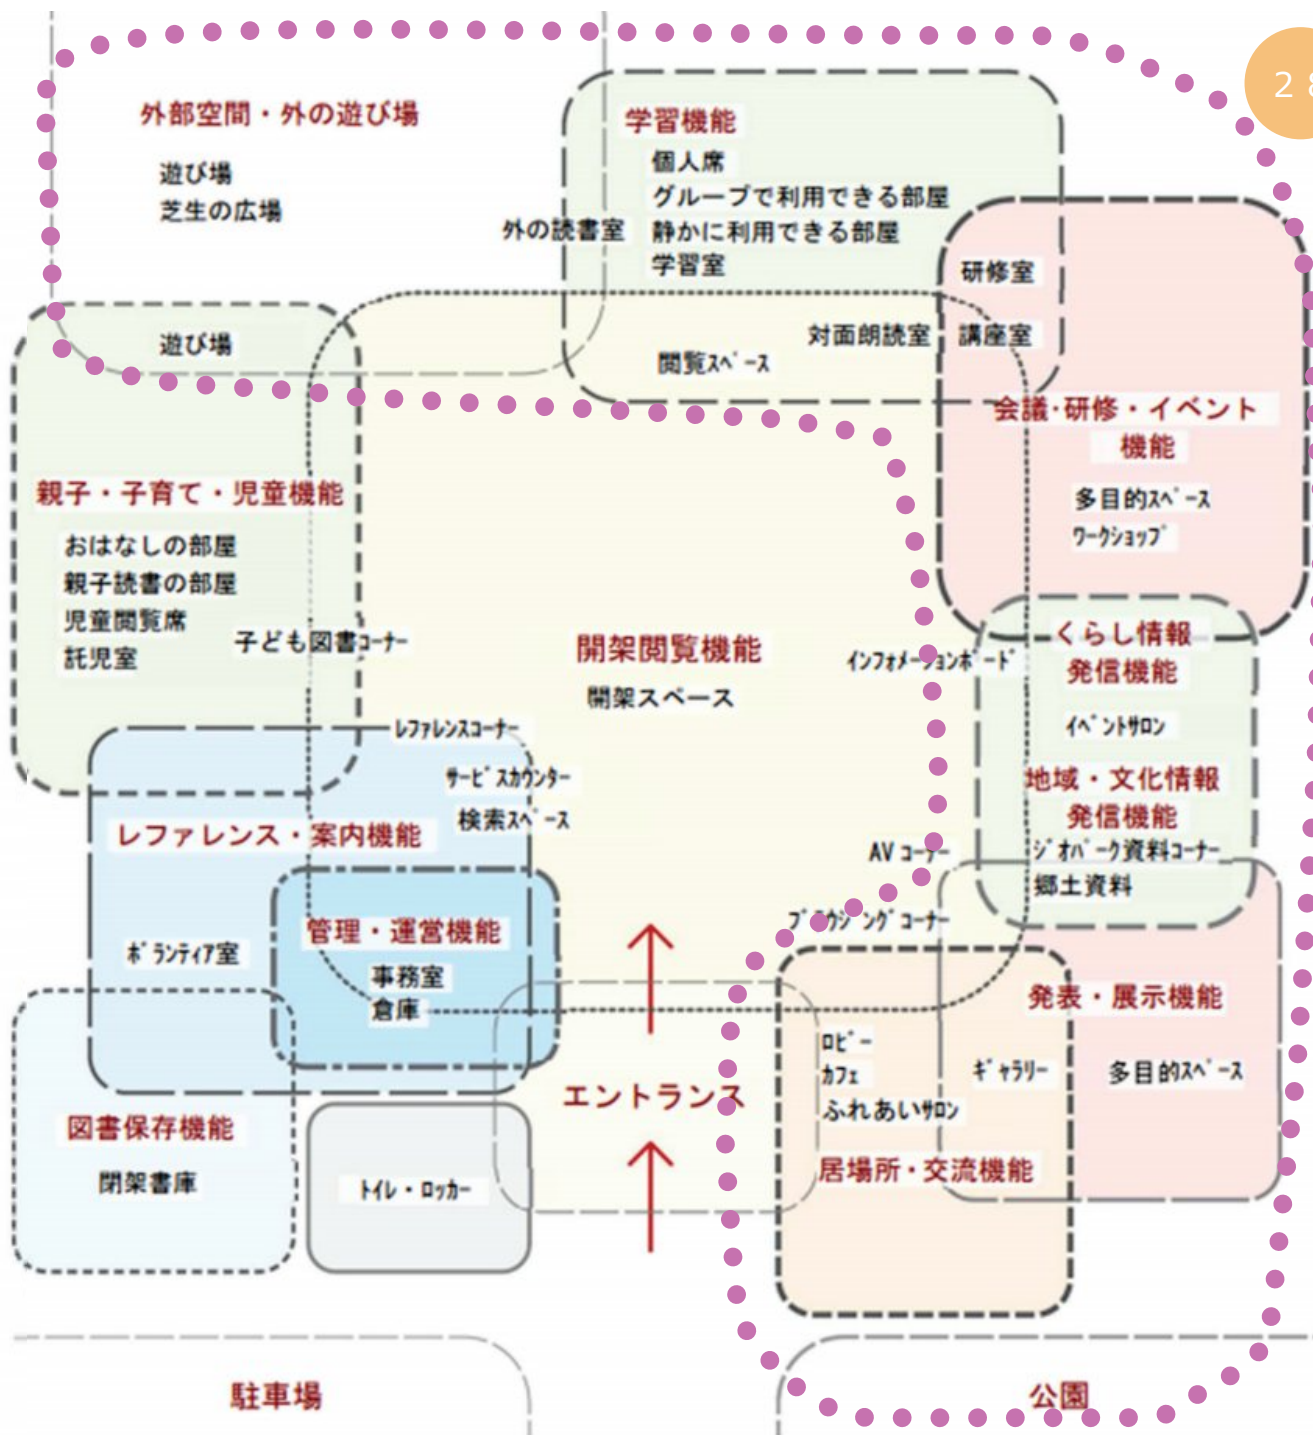 28
外部空間・外の遊び場
遊び場
芝生の広場
学習機能
個人席
グループで利用できる部屋
外の読書室
静かに利用できる部屋
学習室
研修室
対面朗読室
講座室
遊び場
閲覧ｽﾍﾟｰｽ
会議・研修・イベント
機能
多目的ｽﾍﾟｰｽ
ﾜｰｸｼｮｯﾌﾟ
親子・子育て・児童機能
おはなしの部屋
親子読書の部屋
児童閲覧席
託児室
子ども図書ｺｰﾅｰ
開架閲覧機能
開架スペース
ｲﾝﾌｫﾒｰｼｮﾝﾎﾞｰﾄﾞ
くらし情報
発信機能
ｲﾍﾞﾝﾄｻﾛﾝ
地域・文化情報
発信機能
ｼﾞｵﾊﾟｰｸ資料ｺｰﾅｰ
郷土資料
ﾚﾌｧﾚﾝｽｺｰﾅｰ
ｻｰﾋﾞｽｶｳﾝﾀｰ
検索ｽﾍﾟｰｽ
レファレンス・案内機能
AV ｺｰﾅｰ
ﾌﾞﾗｳｼﾞﾝｸﾞｺｰﾅｰ
管理・運営機能
ﾎﾞﾗﾝﾃｨｱ室
事務室
倉庫
発表・展示機能
ﾛﾋﾞｰ
ｶﾌｪ
ふれあいｻﾛﾝ
ｷﾞｬﾗﾘｰ
多目的ｽﾍﾟｰｽ
エントランス
居場所・交流機能
図書保存機能
閉架書庫
ﾄｲﾚ・ﾛｯｶｰ
駐車場
公園